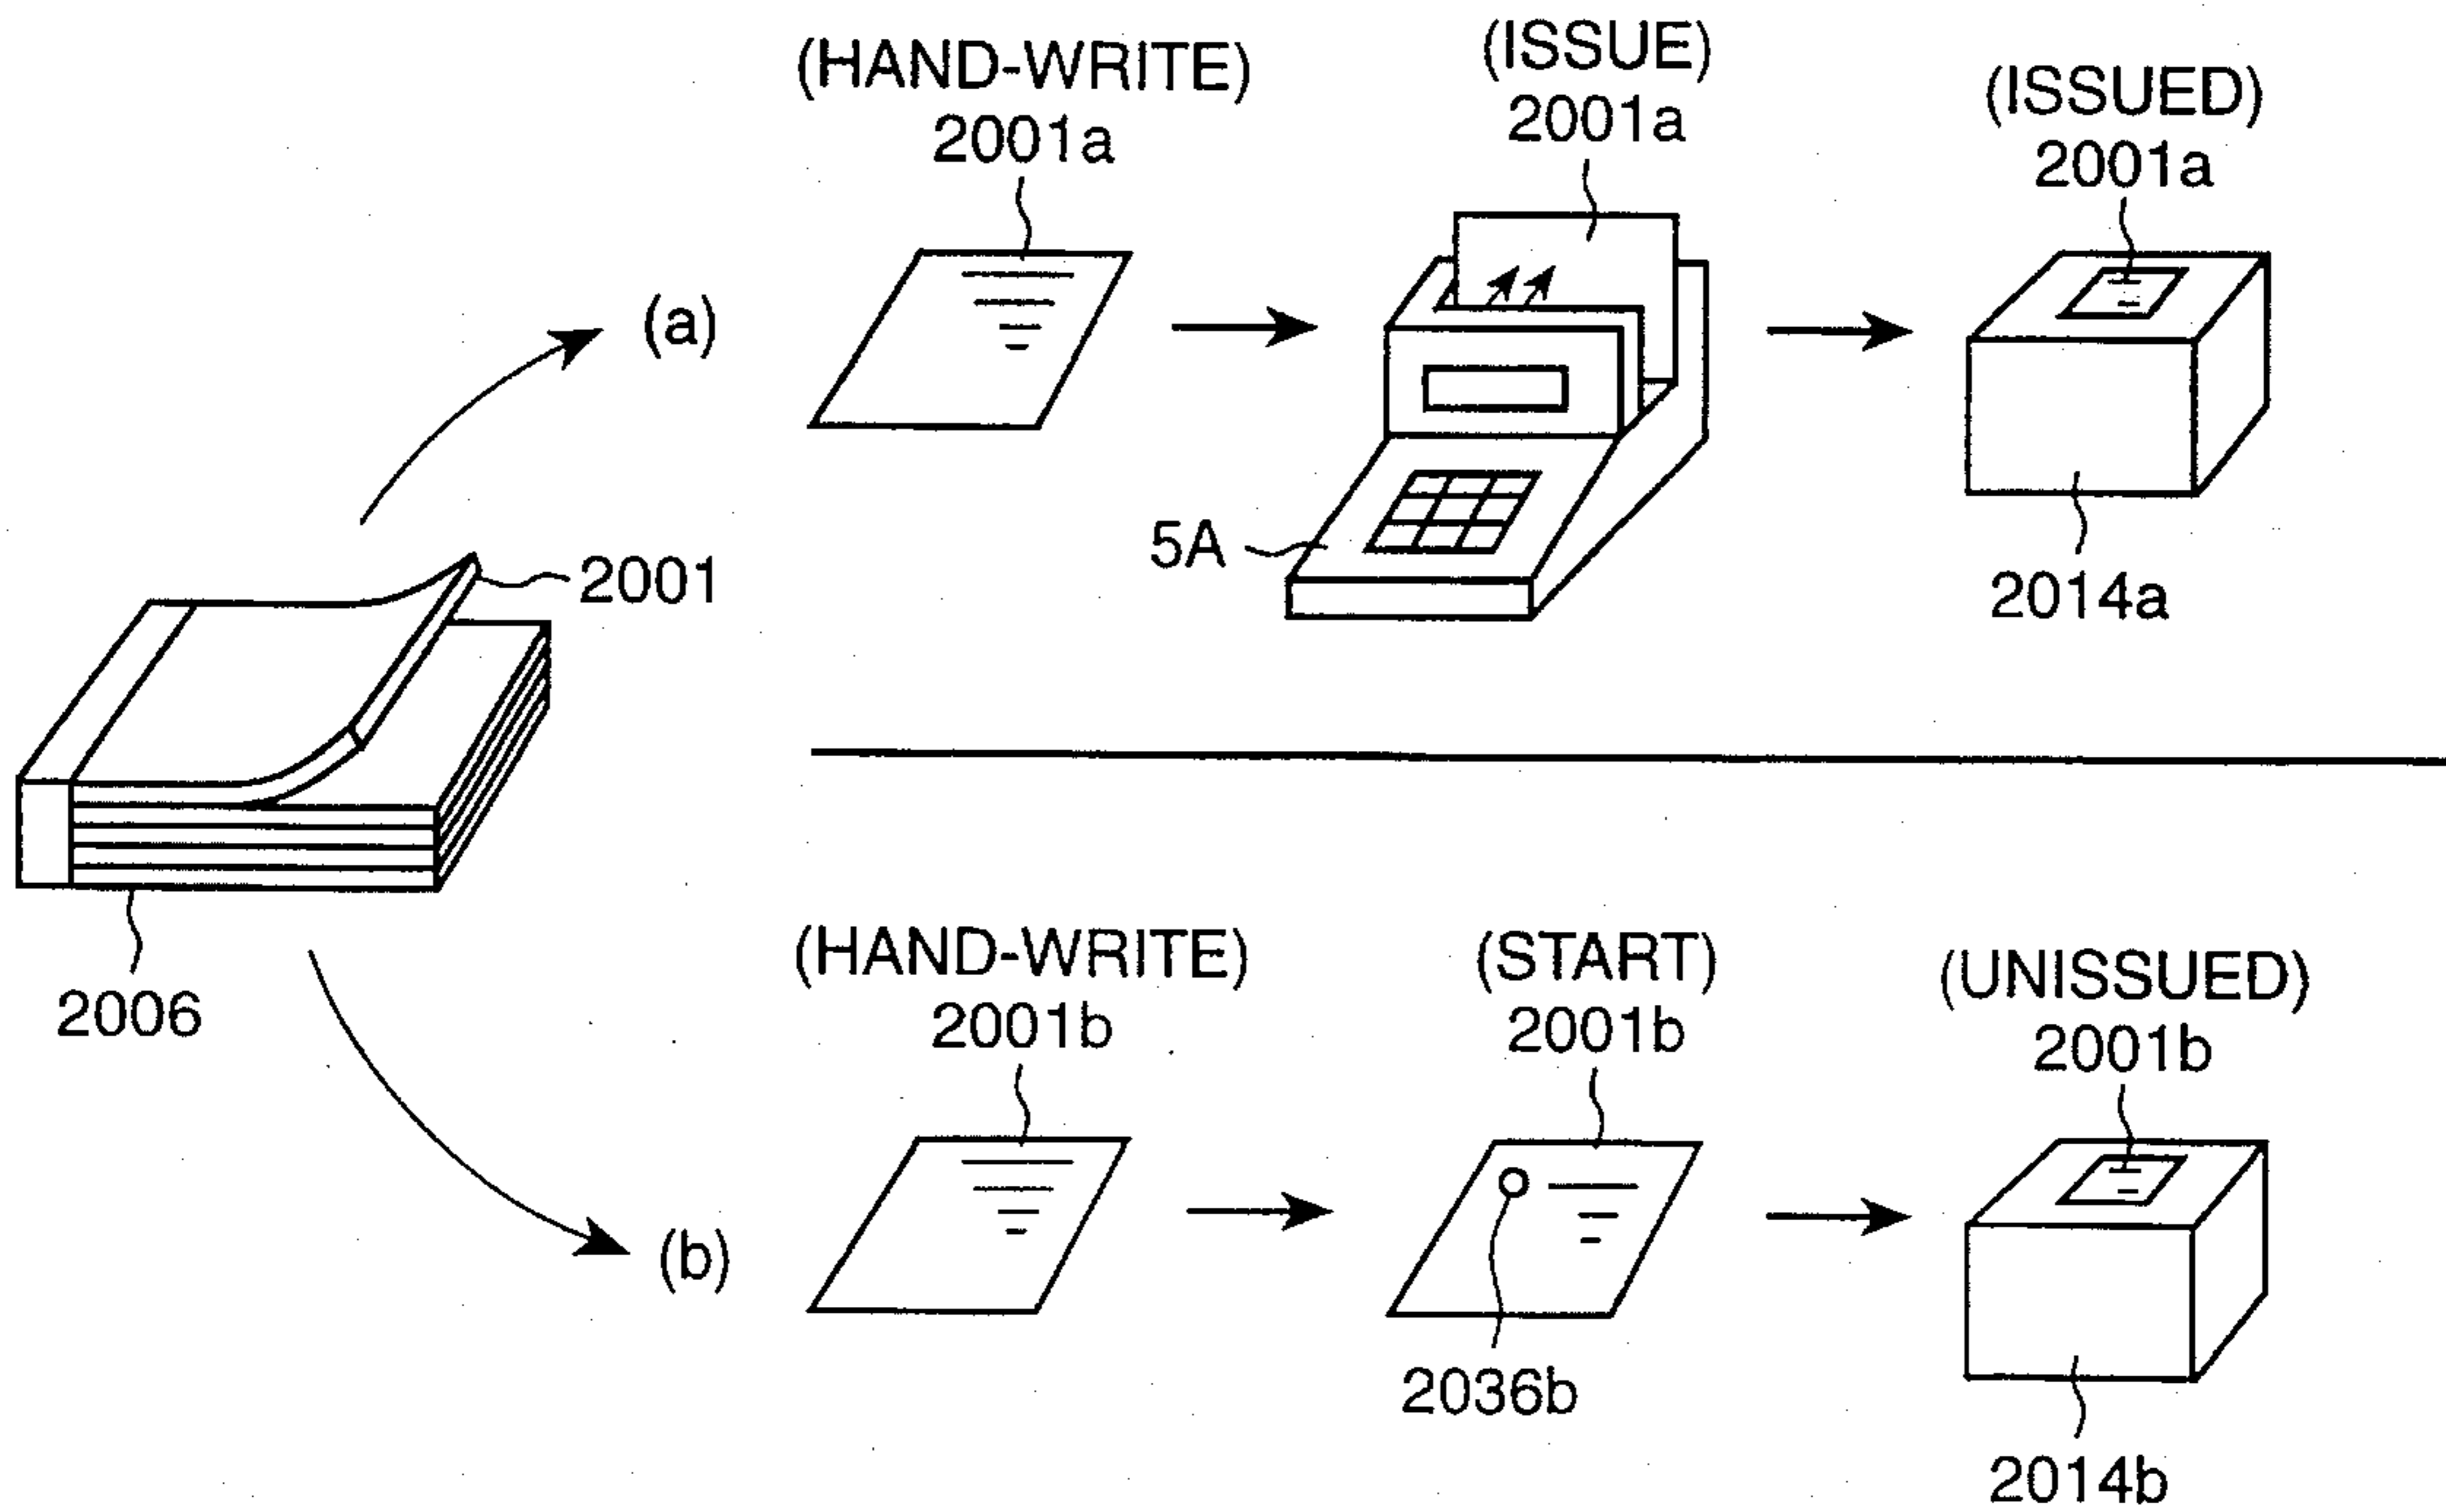 (HAND-WRITE)
2001a
(ISSUE)
2001a
(ISSUED)
2001a
(a)
5A
2014a
2001
2006
(HAND-WRITE)
2001b
(START)
2001b
(UNISSUED)
2001b
(b)
2036b
2014b